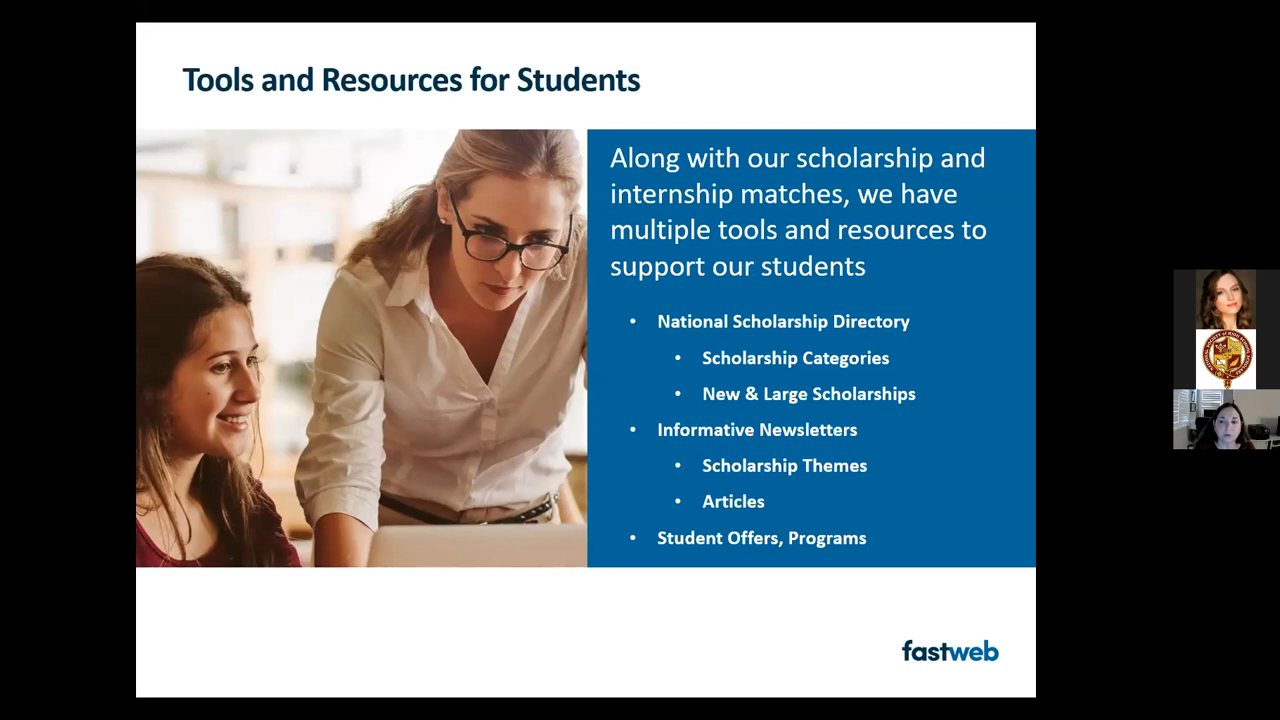 Tools and Resources for Students
Along with our scholarship and
internship matches, we have
multiple tools and resources to
support our students
• National Scholarship Directory
• Scholarship Categories
• New & Large Scholarships
• Informative Newsletters
• Scholarship Themes
• Articles
• Student Offers, Programs
fastweb